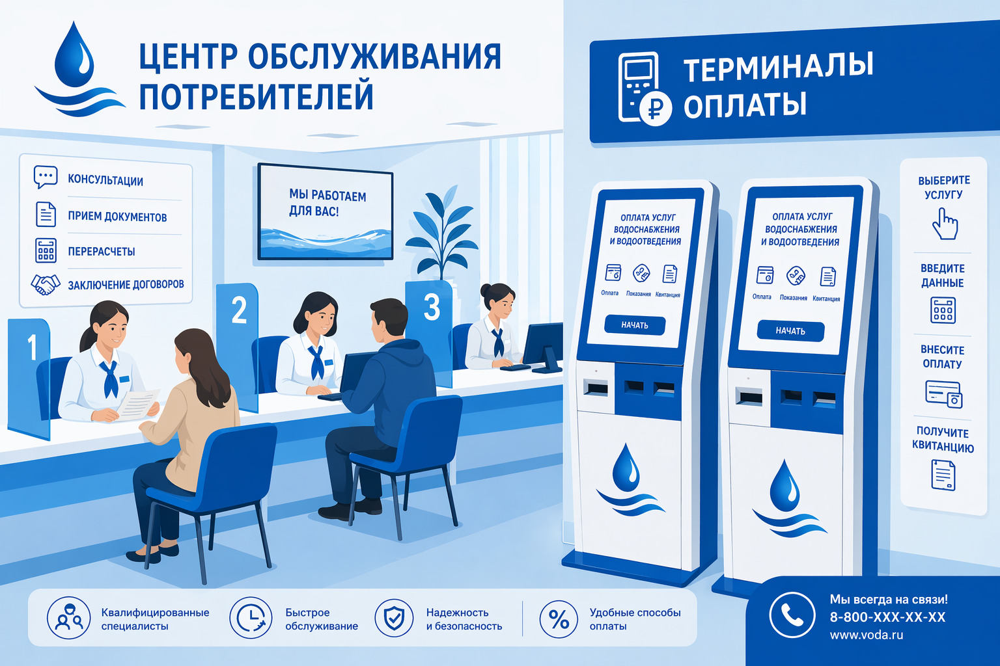 ЦЕНТР ОБСЛУЖИВАНИЯ
ПОТРЕБИТЕЛЕЙ
КОНСУЛЬТАЦИИ
ПРИЕМ ДОКУМЕНТОВ
ПЕРЕРАСЧЕТЫ
ЗАКЛЮЧЕНИЕ ДОГОВОРОВ
МЫ РАБОТАЕМ
ДЛЯ ВАС!
1
2
3
ТЕРМИНАЛЫ
ОПЛАТЫ
₽
ОПЛАТА УСЛУГ
ВОДОСНАБЖЕНИЯ
И ВОДООТВЕДЕНИЯ
Оплата Показания Квитанция
НАЧАТЬ
ОПЛАТА УСЛУГ
ВОДОСНАБЖЕНИЯ
И ВОДООТВЕДЕНИЯ
Оплата Показания Квитанция
НАЧАТЬ
ВЫБЕРИТЕ
УСЛУГУ
ВВЕДИТЕ
ДАННЫЕ
ВНЕСИТЕ
ОПЛАТУ
ПОЛУЧИТЕ
КВИТАНЦИЮ
Квалифицированные
специалисты
Быстрое
обслуживание
Надежность
и безопасность
%
Удобные способы
оплаты
Мы всегда на связи!
8-800-XXX-XX-XX
www.voda.ru